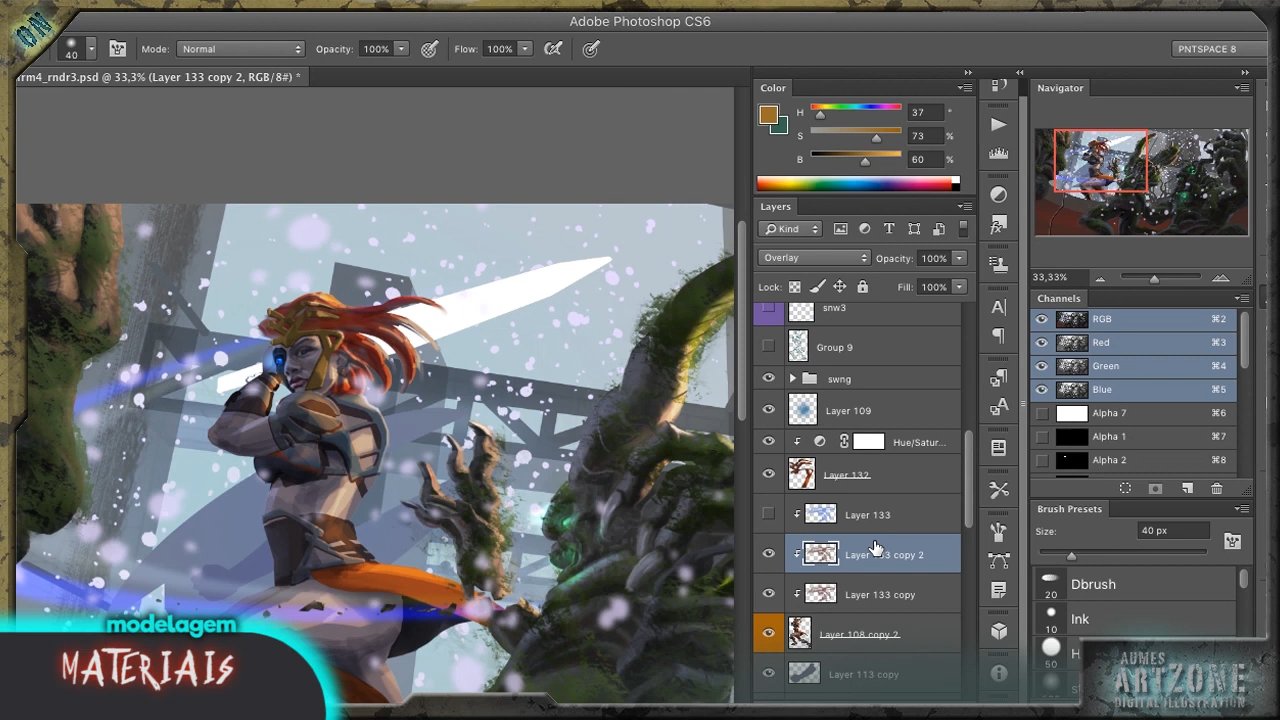 Adobe Photoshop CS6
40 Mode: Normal Opacity: 100% Flow: 100% PNTSPACE 8
rm4_rndr3.psd @ 33,3% (Layer 133 copy 2, RGB/8#) *
Color
H 37 °
S 73 %
B 60 %
Layers
Kind
Overlay Opacity: 100%
Lock: Fill: 100%
snw3
Group 9
swng
Layer 109
Hue/Satur...
Layer 132
Layer 133
Layer 133 copy 2
Layer 133 copy
Layer 108 copy 2
Layer 113 copy
Navigator
33,33%
Channels
RGB ⌘2
Red ⌘3
Green ⌘4
Blue ⌘5
Alpha 7 ⌘6
Alpha 1 ⌘7
Alpha 2 ⌘8
Brush Presets
Size: 40 px
20 Dbrush
10 Ink
50 H
modelagem
MATERIAIS
AUMES
ARTZONE
DIGITAL ILLUSTRATION